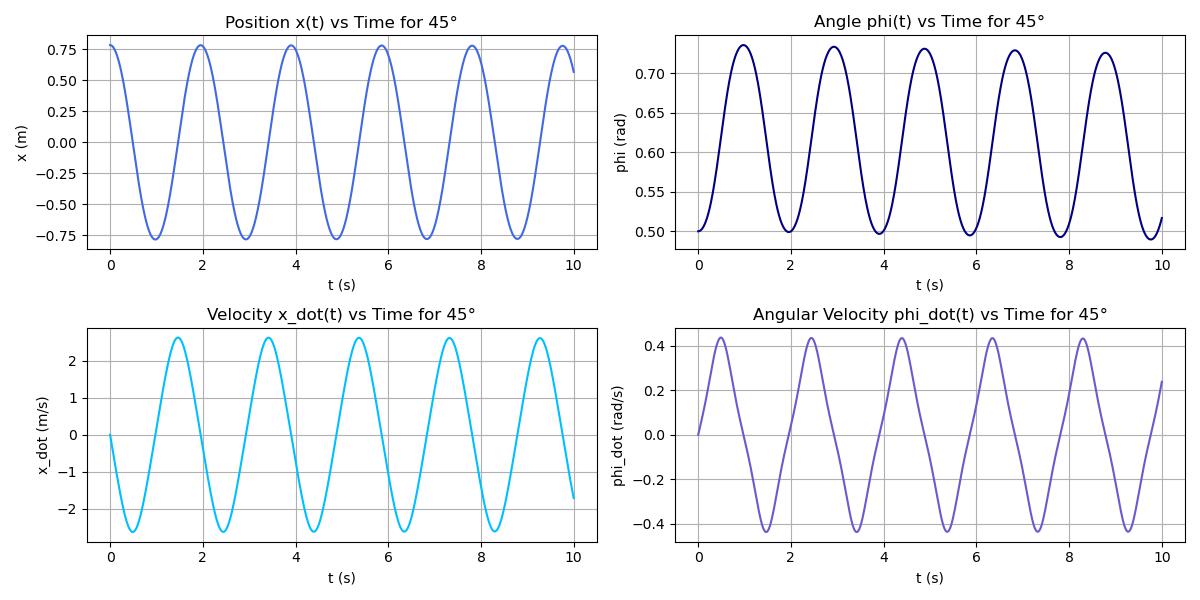 Position x(t) vs Time for 45°
x (m)
0.75
0.50
0.25
0.00
−0.25
−0.50
−0.75
0 2 4 6 8 10
t (s)
Angle phi(t) vs Time for 45°
phi (rad)
0.70
0.65
0.60
0.55
0.50
0 2 4 6 8 10
t (s)
Velocity x_dot(t) vs Time for 45°
x_dot (m/s)
2
1
0
−1
−2
0 2 4 6 8 10
t (s)
Angular Velocity phi_dot(t) vs Time for 45°
phi_dot (rad/s)
0.4
0.2
0.0
−0.2
−0.4
0 2 4 6 8 10
t (s)